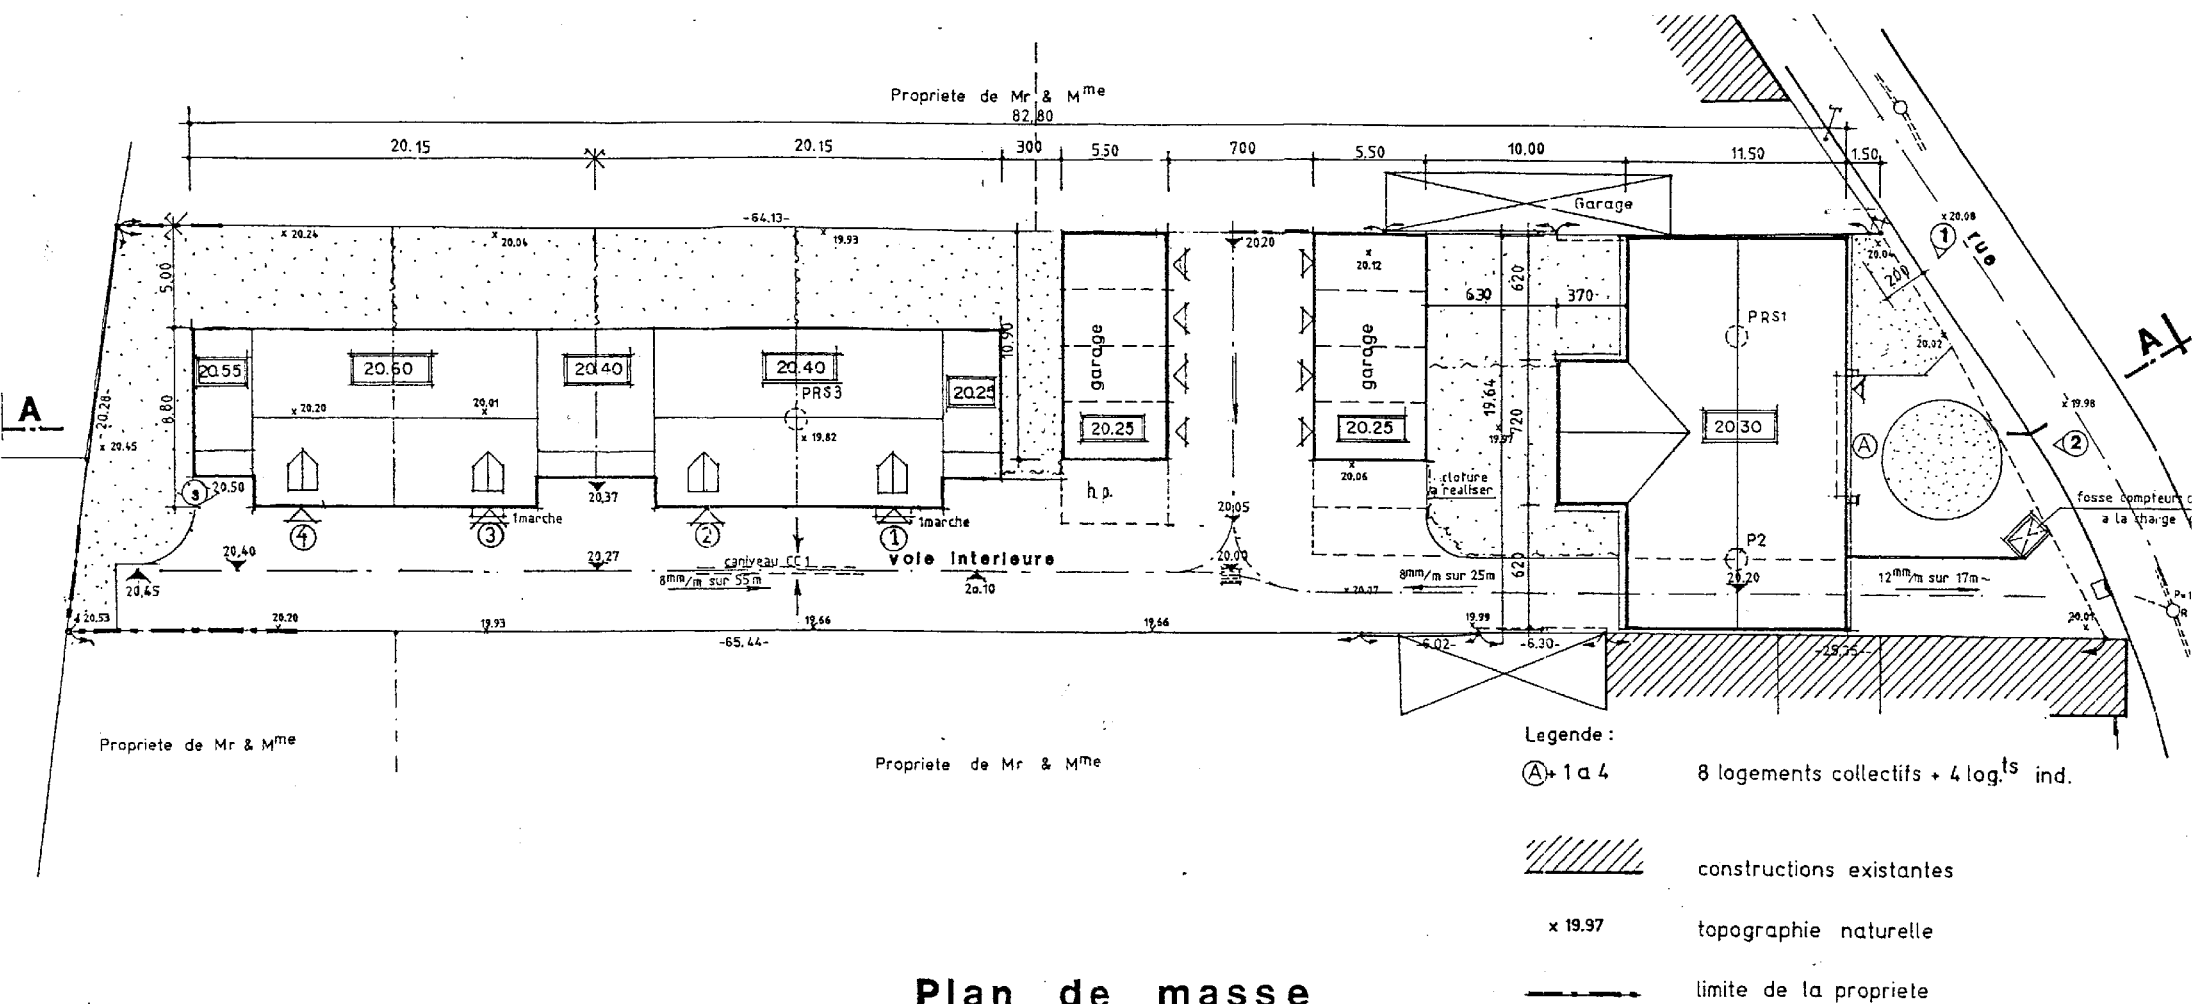 Propriete de Mr & Mme
82,80
20.15
20.15
300
5.50
700
5.50
10.00
11.50
1.50
Garage
-64.13-
x 20.24
x 20.04
x 19.93
2020
x 20.12
x 20.08
1
rue
x 20.04
200
5.00
10.90
garage
garage
630
370
620
PRS1
x 20.02
A
A
20.55
20.60
20.40
20.40
20.25
20.25
20.25
20.30
PRS3
x 20.20
20.01 x
x 19.82
8.80
-20.28-
x 20.45
19.64
720
19.97
x 19.98
2
A
3
20.50
20,37
h.p.
20.06
cloture
a realiser
fosse compteurs
a la charge
4
3
1marche
2
1
1marche
20,05
20,40
20,27
caniveau CC1
voie interieure
20.00
620
P2
20,45
8mm/m sur 55m
20.10
8mm/m sur 25m
x 20.07
20,20
12mm/m sur 17m~
20.53
20.20
19.93
19.66
19.66
19.99
20.01
-65,44-
-6.02-
-6.30-
-25,35-
Propriete de Mr & Mme
Propriete de Mr & Mme
Legende :
A + 1 a 4
8 logements collectifs + 4 log.ts ind.
constructions existantes
x 19.97
topographie naturelle
limite de la propriete
Plan de masse